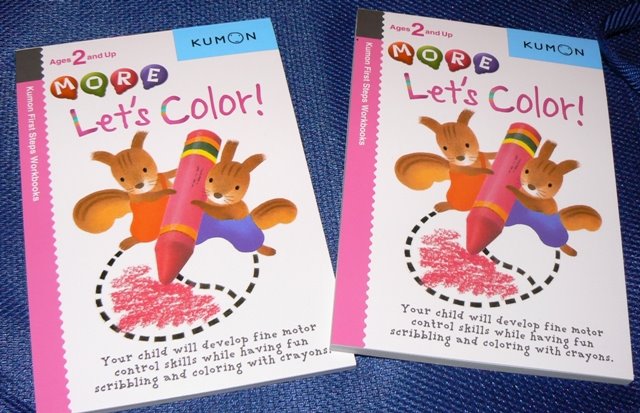 Ages 2 and Up
KUMON
MORE
Let's Color!
Kumon First Steps Workbooks
Your child will develop fine motor
control skills while having fun
scribbling and coloring with crayons.
Ages 2 and Up
KUMON
MORE
Let's Color!
Kumon First Steps Workbooks
Your child will develop fine motor
control skills while having fun
scribbling and coloring with crayons.